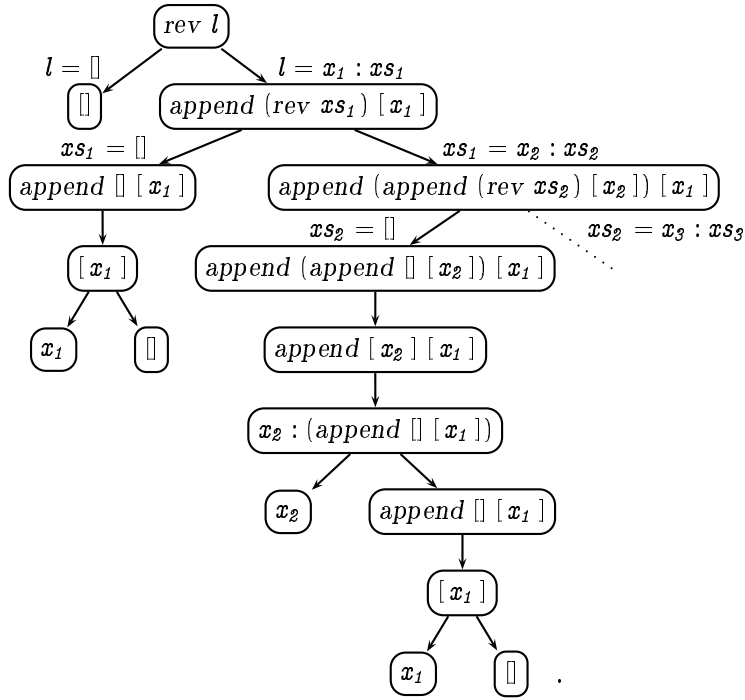 rev l
l = [] l = x1 : xs1
[] append (rev xs1) [ x1 ]
xs1 = [] xs1 = x2 : xs2
append [] [ x1 ] append (append (rev xs2) [ x2 ]) [ x1 ]
xs2 = [] xs2 = x3 : xs3
[ x1 ] append (append [] [ x2 ]) [ x1 ]
x1 [] append [ x2 ] [ x1 ]
x2 : (append [] [ x1 ])
x2 append [] [ x1 ]
[ x1 ]
x1 [] .